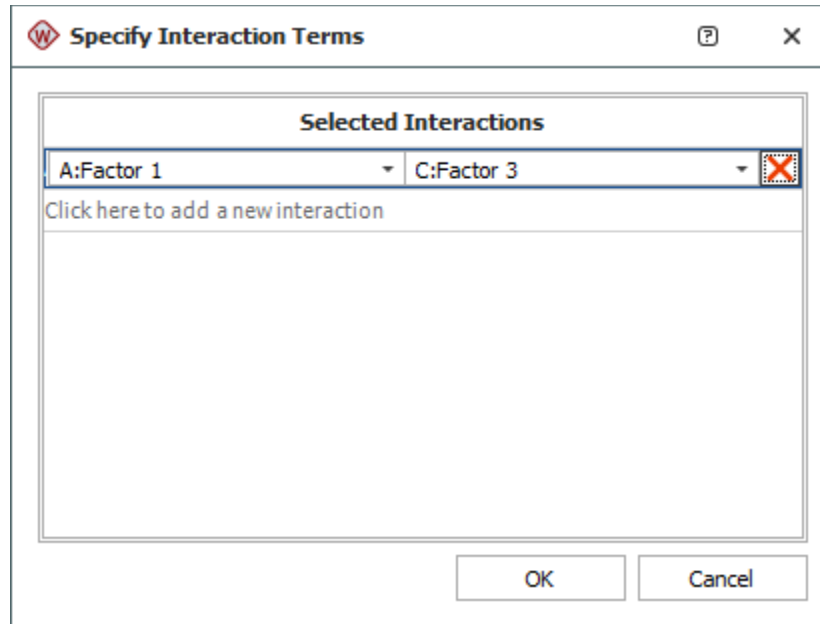 W Specify Interaction Terms ?
Selected Interactions
A:Factor 1 C:Factor 3
Click here to add a new interaction
OK Cancel